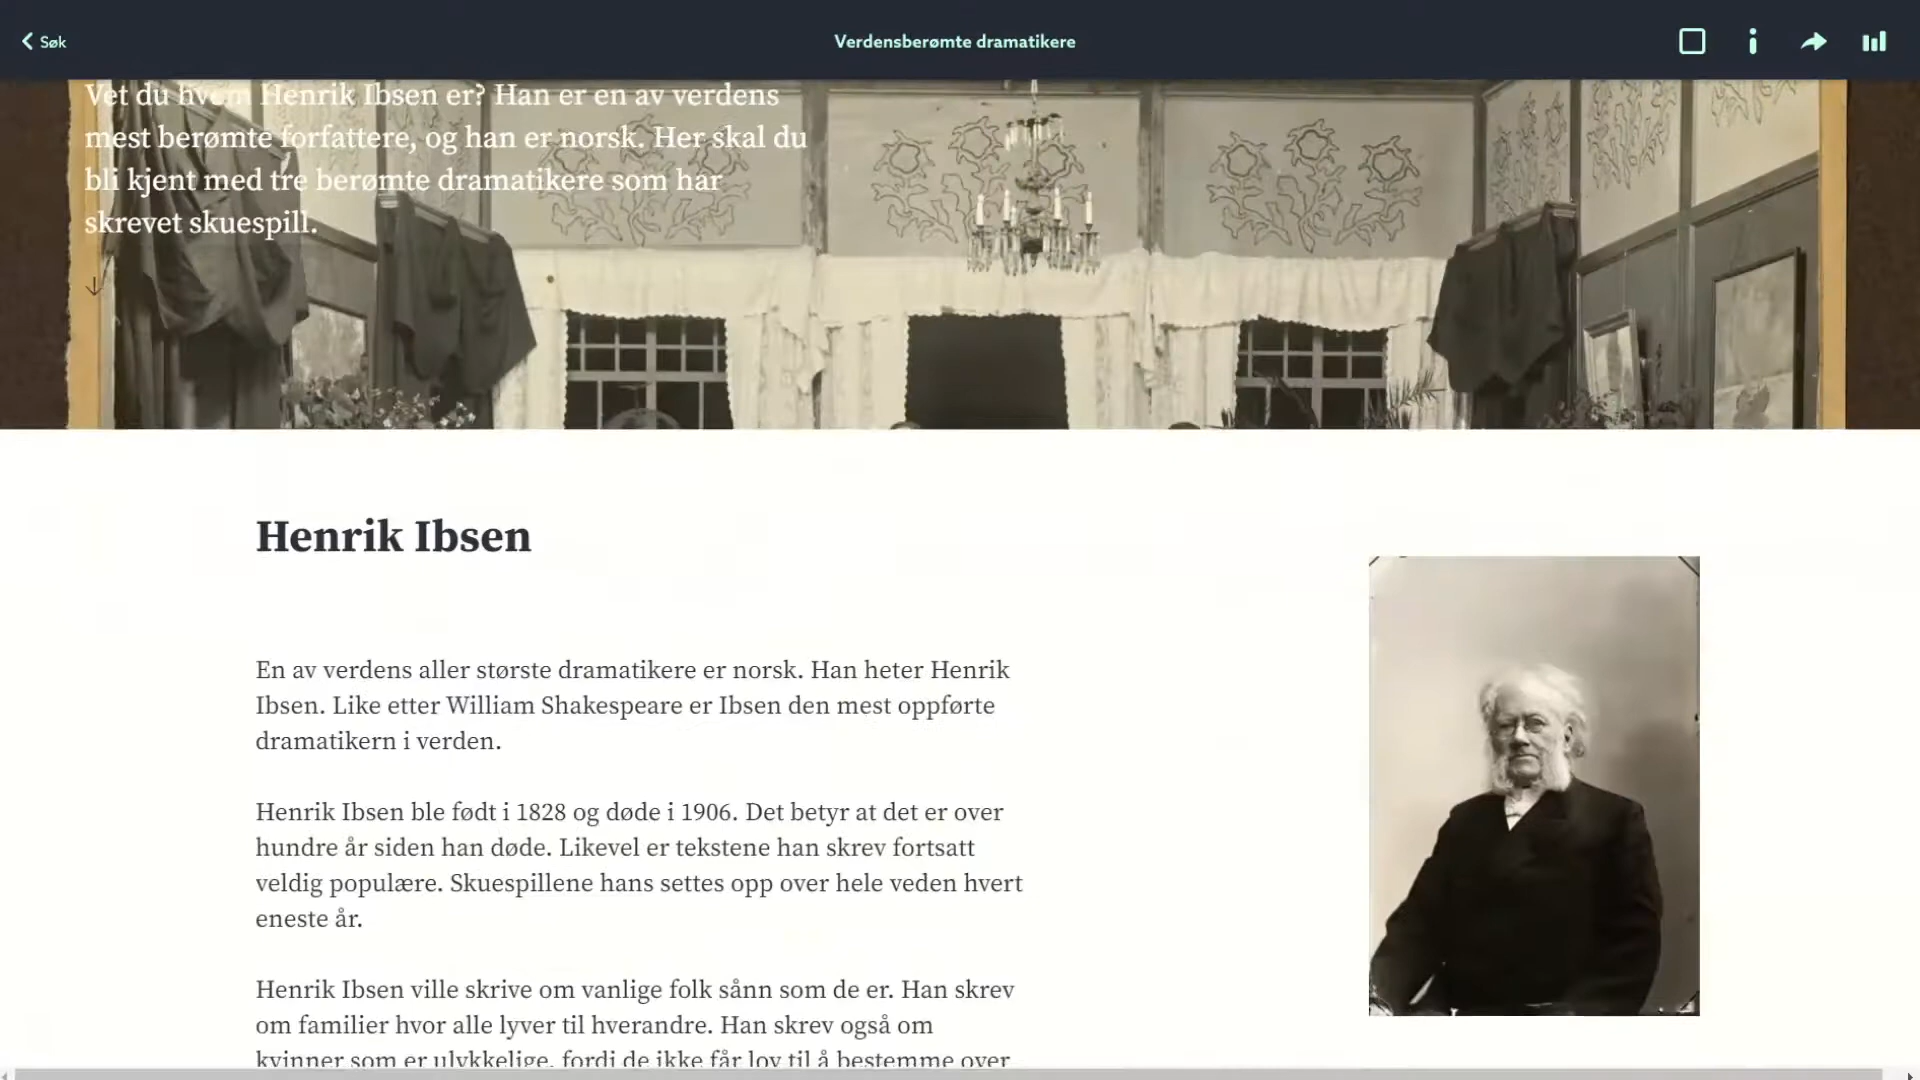 Søk
Verdensberømte dramatikere
Vet du hvem Henrik Ibsen er? Han er en av verdens
mest berømte forfattere, og han er norsk. Her skal du
bli kjent med tre berømte dramatikere som har
skrevet skuespill.
Henrik Ibsen
En av verdens aller største dramatikere er norsk. Han heter Henrik
Ibsen. Like etter William Shakespeare er Ibsen den mest oppførte
dramatikern i verden.
Henrik Ibsen ble født i 1828 og døde i 1906. Det betyr at det er over
hundre år siden han døde. Likevel er tekstene han skrev fortsatt
veldig populære. Skuespillene hans settes opp over hele veden hvert
eneste år.
Henrik Ibsen ville skrive om vanlige folk sånn som de er. Han skrev
om familier hvor alle lyver til hverandre. Han skrev også om
kvinner som er ulykkelige, fordi de ikke får lov til å bestemme over